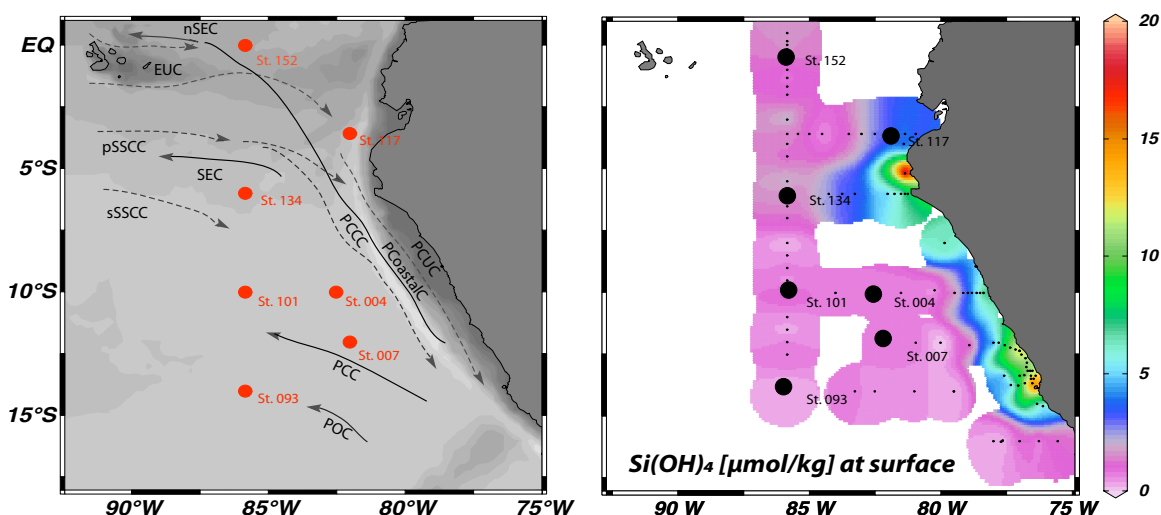 nSEC
EQ
St. 152
EUC
St. 117
pSSCC
5°S
SEC
St. 134
sSSCC
PCCC
PCoastalC
PCUC
10°S
St. 101
St. 004
St. 007
PCC
St. 093
15°S
POC
90°W
85°W
80°W
75°W
St. 152
St. 117
St. 134
St. 101
St. 004
St. 007
St. 093
Si(OH)₄ [µmol/kg] at surface
90°W
85°W
80°W
75°W
20
15
10
5
0